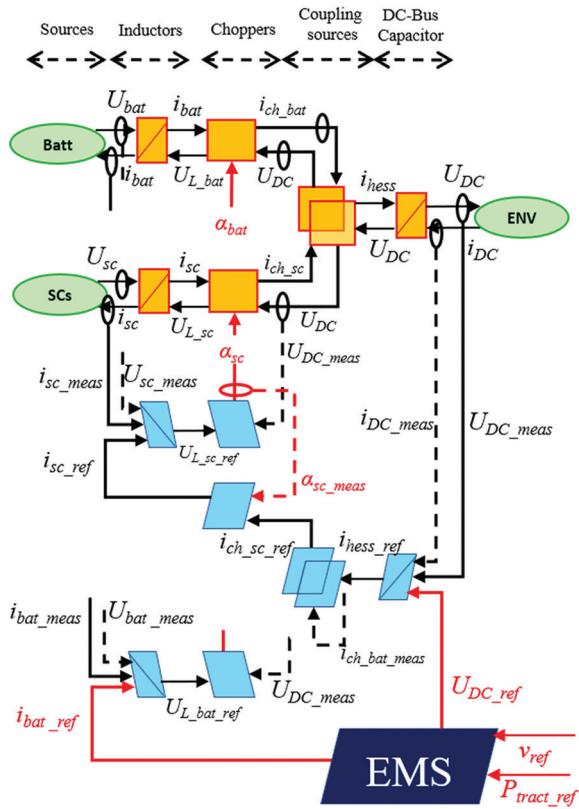 Sources
Inductors
Choppers
Coupling
sources
DC-Bus
Capacitor
U_bat
i_bat
i_ch_bat
Batt
i_bat
U_L_bat
U_DC
α_bat
i_hess
U_DC
ENV
U_DC
i_DC
U_sc
i_sc
i_ch_sc
SCs
i_sc
U_L_sc
U_DC
α_sc
U_DC_meas
i_sc_meas
U_sc_meas
i_DC_meas
U_DC_meas
U_L_sc_ref
i_sc_ref
α_sc_meas
i_ch_sc_ref
i_hess_ref
i_bat_meas
U_bat_meas
i_ch_bat_meas
U_L_bat_ref
U_DC_meas
U_DC_ref
i_bat_ref
EMS
v_ref
P_tract_ref